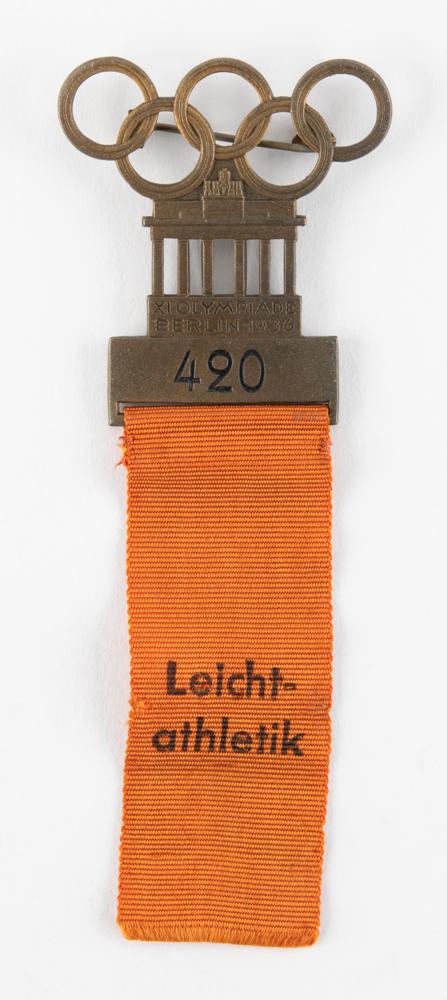 XI.OLYMPIADE
BERLIN·1936
420
Leicht-
athletik